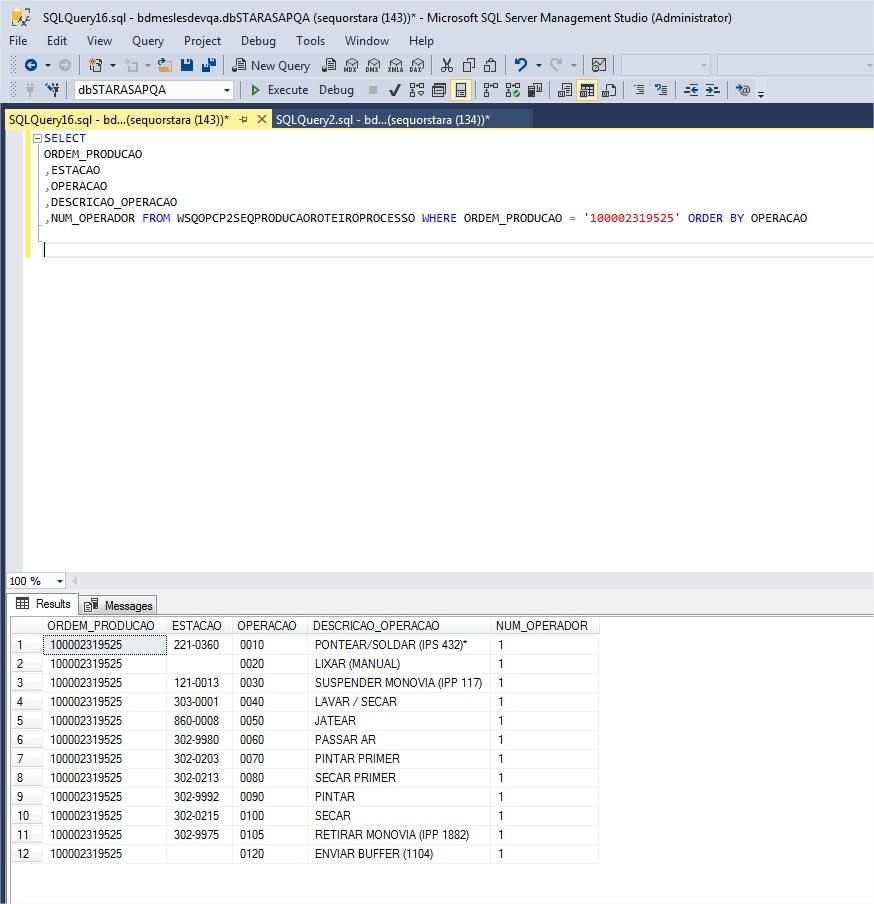 SQLQuery16.sql - bdmeslesdevqa.dbSTARASAPQA (sequorstara (143))* - Microsoft SQL Server Management Studio (Administrator)
File Edit View Query Project Debug Tools Window Help
New Query MDX DMX XMLA DAX
dbSTARASAPQA Execute Debug
SQLQuery16.sql - bd...(sequorstara (143))* SQLQuery2.sql - bd...(sequorstara (134))*
SELECT
ORDEM_PRODUCAO
,ESTACAO
,OPERACAO
,DESCRICAO_OPERACAO
,NUM_OPERADOR FROM WSQOPCP2SEQPRODUCAOROTEIROPROCESSO WHERE ORDEM_PRODUCAO = '100002319525' ORDER BY OPERACAO
100 %
Results Messages
ORDEM_PRODUCAO ESTACAO OPERACAO DESCRICAO_OPERACAO NUM_OPERADOR
1 100002319525 221-0360 0010 PONTEAR/SOLDAR (IPS 432)* 1
2 100002319525 0020 LIXAR (MANUAL) 1
3 100002319525 121-0013 0030 SUSPENDER MONOVIA (IPP 117) 1
4 100002319525 303-0001 0040 LAVAR / SECAR 1
5 100002319525 860-0008 0050 JATEAR 1
6 100002319525 302-9980 0060 PASSAR AR 1
7 100002319525 302-0203 0070 PINTAR PRIMER 1
8 100002319525 302-0213 0080 SECAR PRIMER 1
9 100002319525 302-9992 0090 PINTAR 1
10 100002319525 302-0215 0100 SECAR 1
11 100002319525 302-9975 0105 RETIRAR MONOVIA (IPP 1882) 1
12 100002319525 0120 ENVIAR BUFFER (1104) 1